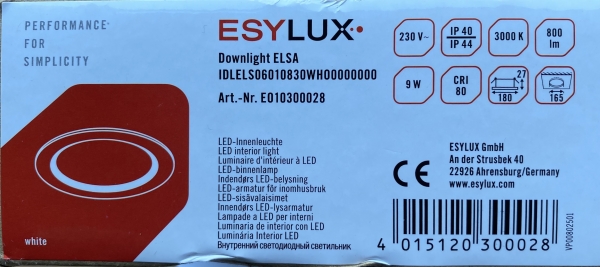 PERFORMANCE
FOR
SIMPLICITY
ESYLUX
Downlight ELSA
IDLELS06010830WH00000000
Art.-Nr. EO10300028
230 V~
IP 40
IP 44
3000 K
800
lm
9 W
CRI
80
27
180
165
LED-Innenleuchte
LED interior light
Luminaire d'intérieur à LED
LED-binnenlamp
Indendørs LED-belysning
LED-armatur för inomhusbruk
LED-sisävalaisimet
Innendørs LED-lysarmatur
Lampade a LED per interni
Luminaria de interior LED
Luminária Interior LED
Внутренний светодиодный светильник
white
CE
ESYLUX GmbH
An der Strusbek 40
22926 Ahrensburg/Germany
www.esylux.com
4 015120 300028
VP00802501